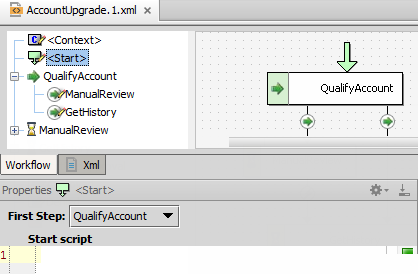 AccountUpgrade.1.xml
<Context>
<Start>
QualifyAccount
ManualReview
GetHistory
ManualReview
QualifyAccount
Workflow
Xml
Properties <Start>
First Step: QualifyAccount
Start script
1